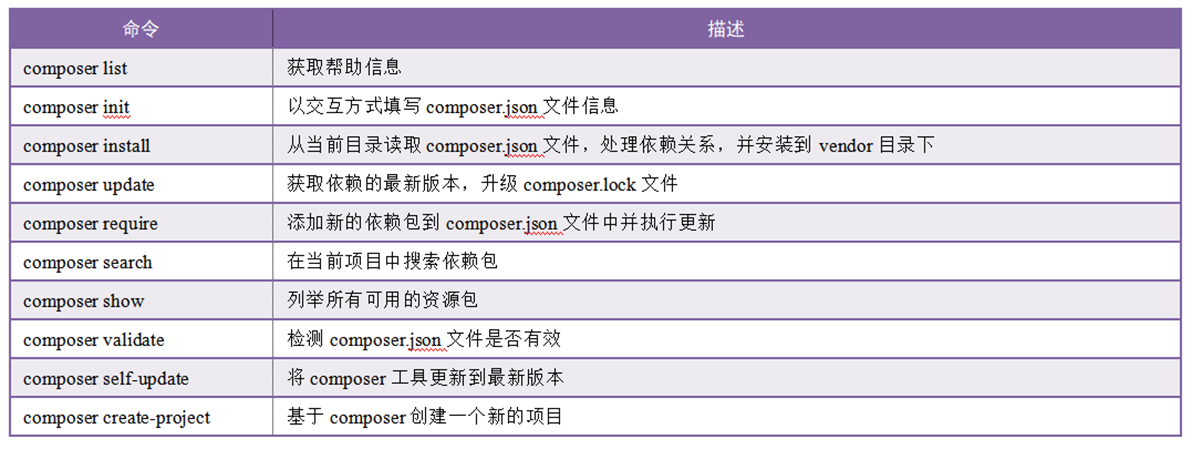 命令 描述
composer list 获取帮助信息
composer init 以交互方式填写 composer.json 文件信息
composer install 从当前目录读取 composer.json 文件，处理依赖关系，并安装到 vendor 目录下
composer update 获取依赖的最新版本，升级 composer.lock 文件
composer require 添加新的依赖包到 composer.json 文件中并执行更新
composer search 在当前项目中搜索依赖包
composer show 列举所有可用的资源包
composer validate 检测 composer.json 文件是否有效
composer self-update 将 composer 工具更新到最新版本
composer create-project 基于 composer 创建一个新的项目